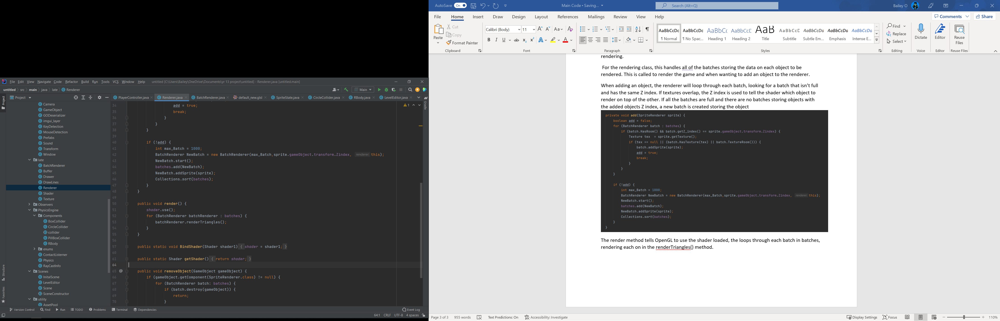 File Edit View Navigate Code Refactor Build Run Tools VCS Window Help untitled [C:\Users\Bailey\OneDrive\Documents\yr 13 project\untitled] - Renderer.java [untitled.main]
untitled src main java late Renderer
Main
Project
PlayerController.java Renderer.java BatchRenderer.java default_new.glsl SpriteState.java CircleCollider.java RBody.java LevelEditor.java
Project
Structure
Favorites
Gradle
Camera
GameObject
GODeserializer
imgui_layer
KeyDetection
MouseDetection
Prefabs
Sound
Transform
Window
late
BatchRenderer
Buffer
Drawer
DrawLines
Renderer
Shader
Texture
Observers
PhysicsEngine
Components
BoxCollider
CircleCollider
collider
PillBoxCollider
RBody
enums
ContactListerner
Physics
RayCastInfo
Scenes
InitalScene
LevelEditor
Scene
SceneConstructor
utility
AssetPool
1
34 add = true;
35 break;
36 }
37 }
38 }
39
40 if (!add) {
41 int max_Batch = 1000;
42 BatchRenderer NewBatch = new BatchRenderer(max_Batch,sprite.gameObject.transform.Zindex, renderer: this);
43 NewBatch.start();
44 batches.add(NewBatch);
45 NewBatch.addSprite(sprite);
46 Collections.sort(batches);
47 }
48 }
49
50 public void render() {
51 shader.use();
52 for (BatchRenderer batchRenderer : batches) {
53 batchRenderer.renderTriangles();
54 }
55 }
56
57 public static void BindShader(Shader shader1) { shader = shader1; }
60
61 public static Shader getShader() { return shader; }
64
65 @ public void removeObject(GameObject gameObject) {
66 if (gameObject.getComponent(SpriteRenderer.class) != null) {
67 for (BatchRenderer batch: batches) {
68 if (batch.destroy(gameObject)) {
69 return;
70 }
Version Control Find Run TODO Problems Terminal Dependencies Event Log
64:1 CRLF UTF-8 4 spaces
AutoSave On Main Code • Saving... Search (Alt+Q) Bailey O
File Home Insert Draw Design Layout References Mailings Review View Help Comments Share
Paste
Cut
Copy
Format Painter
Clipboard
Calibri (Body) 11
Font
Paragraph
AaBbCcDc AaBbCcDc AaBbCc AaBbCcC AaB AaBbCcD AaBbCcDa AaBbCcDa AaBbCcDa
¶ Normal ¶ No Spac... Heading 1 Heading 2 Title Subtitle Subtle Em... Emphasis Intense E...
Styles
Find
Replace
Select
Editing
Dictate
Voice
Editor
Editor
Reuse
Files
Reuse Files
rendering.
For the rendering class, this handles all of the batches storing the data on each object to be
rendered. This is called to render the game and when wanting to add an object to the renderer.
When adding an object, the renderer will loop through each batch, looking for a batch that isn't full
and has the same Z index. If textures overlap, the Z index is used to tell the shader which object to
render on top of the other. If all the batches are full and there are no batches storing objects with
the added objects Z index, a new batch is created storing the object
private void add(SpriteRenderer sprite) {
boolean add = false;
for (BatchRenderer batch : batches) {
if (batch.HasRoom() && batch.getZ_index() == sprite.gameObject.transform.Zindex) {
Texture tex = sprite.getTexture();
if (tex == null || (batch.HasTexture(tex) || batch.TextureRoom())) {
batch.addSprite(sprite);
add = true;
break;
}
}
}
if (!add) {
int max_Batch = 1000;
BatchRenderer NewBatch = new BatchRenderer(max_Batch,sprite.gameObject.transform.Zindex, renderer: this);
NewBatch.start();
batches.add(NewBatch);
NewBatch.addSprite(sprite);
Collections.sort(batches);
}
}
The render method tells OpenGL to use the shader loaded, the loops through each batch in batches,
rendering each on in the renderTriangles() method.
Page 3 of 3 955 words Text Predictions: On Accessibility: Investigate Display Settings Focus 110%